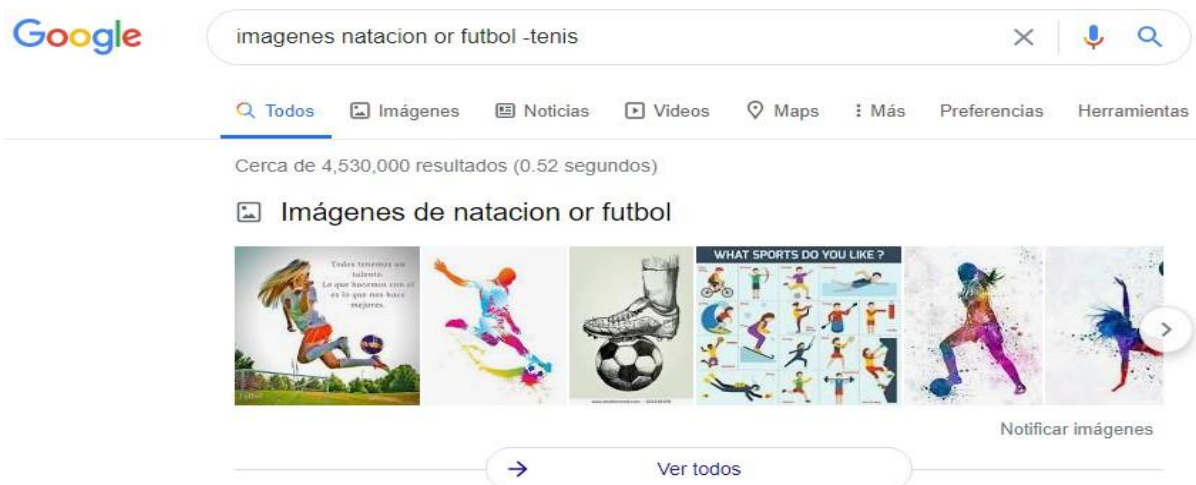 Google
imagenes natacion or futbol -tenis
Todos Imágenes Noticias Videos Maps Más Preferencias Herramientas
Cerca de 4,530,000 resultados (0.52 segundos)
Imágenes de natacion or futbol
Todos tenemos un
talento.
Lo que hacemos con él
es lo que nos hace
mejores.
Fútbol
WHAT SPORTS DO YOU LIKE ?
Notificar imágenes
Ver todos